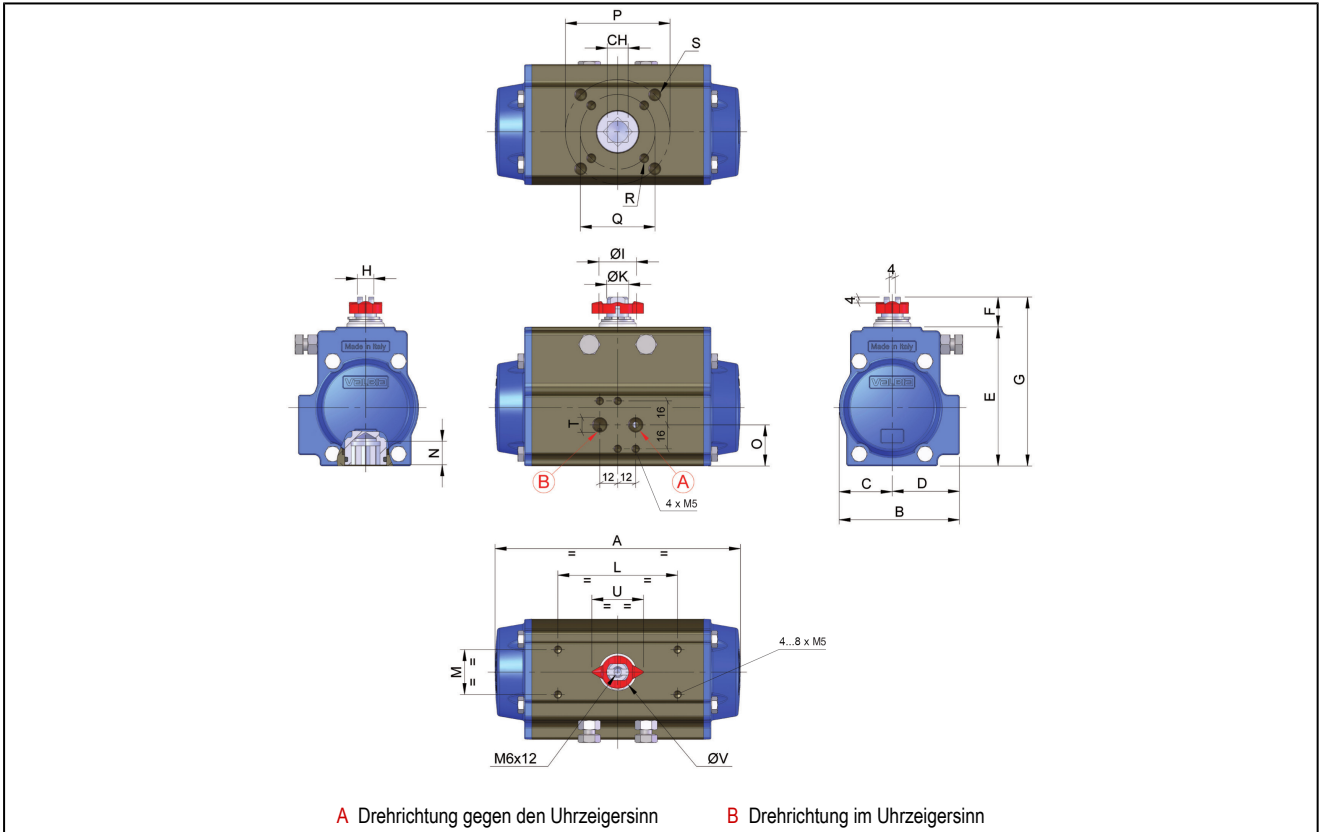 P
CH
S
R
Q
H
ØI
ØK
4
4
F
Made in Italy
Made in Italy
VALBIA
VALBIA
E
G
N
T
16
16
O
B
A
12 12
4 x M5
C
D
B
A
= =
L
= =
U
= =
4...8 x M5
M
=
=
M6x12
ØV
A Drehrichtung gegen den Uhrzeigersinn
B Drehrichtung im Uhrzeigersinn